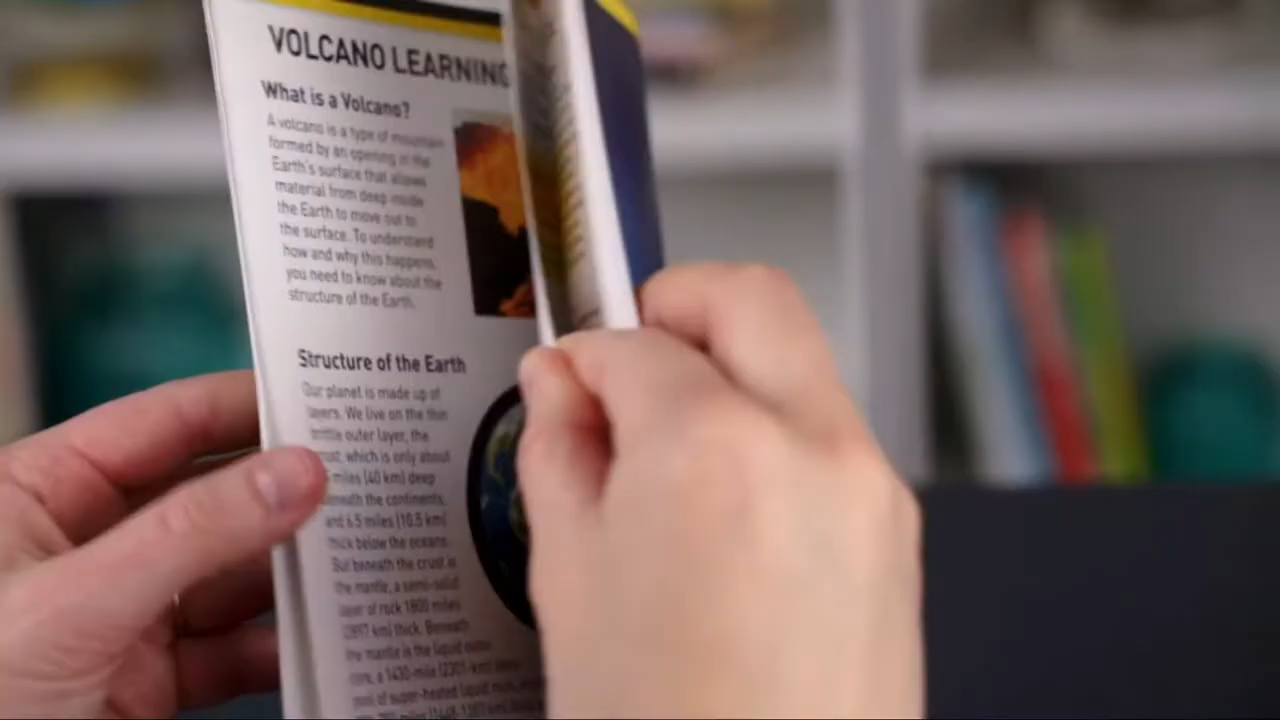 VOLCANO LEARNING
What is a Volcano?
A volcano is a type of mountain
formed by an opening in the
Earth's surface that allows
material from deep inside
the Earth to move out to
the surface. To understand
how and why this happens,
you need to know about the
structure of the Earth.
Structure of the Earth
Our planet is made up of
layers. We live on the thin
brittle outer layer, the
which is only about
miles (40 km) deep
beneath the continents,
and 6.5 miles (10.5 km)
thick below the oceans.
But beneath the crust is
the mantle, a semi-solid
layer of rock 1800 miles
(2897 km) thick. Beneath
the mantle is the liquid outer
core, a 1430-mile (2301-km)
of super-heated liquid